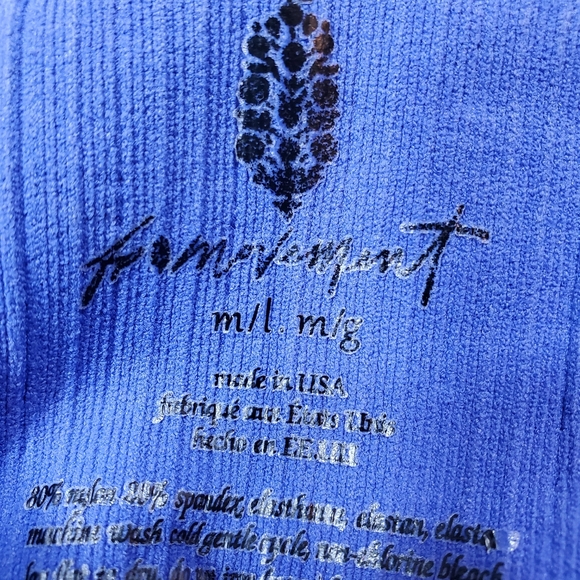 fp movement
m/l. m/g
made in USA
fabriqué aux États Unis
hecho en EE.UU
80% nylon 20% spandex, elasthanne, elastan, elasta
machine wash cold gentle cycle, non-chlorine bleach